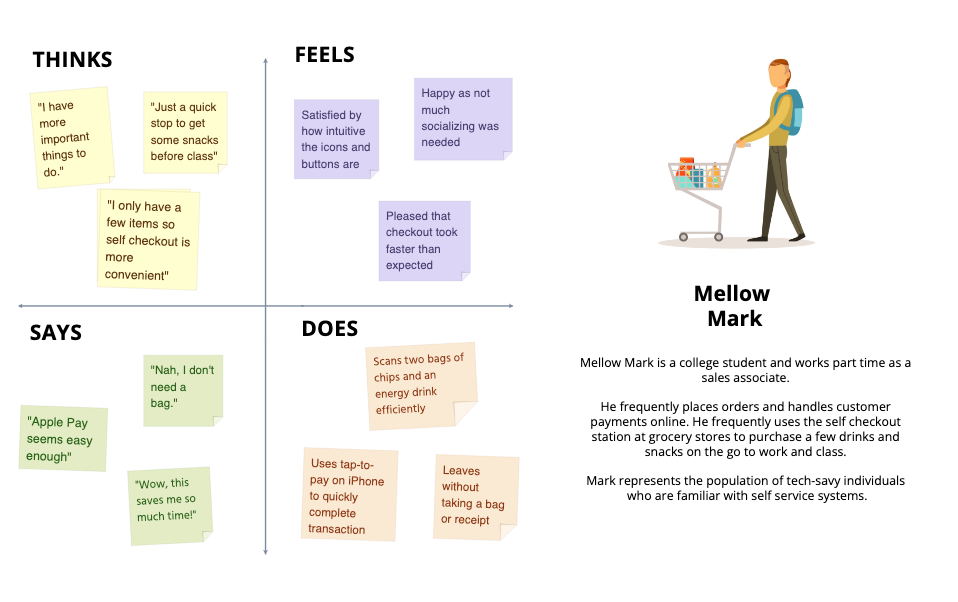 THINKS
"I have
more
important
things to
do."
"Just a quick
stop to get
some snacks
before class"
"I only have a
few items so
self checkout is
more
convenient"
FEELS
Satisfied by
how intuitive
the icons and
buttons are
Happy as not
much
socializing was
needed
Pleased that
checkout took
faster than
expected
SAYS
"Nah, I don't
need a
bag."
"Apple Pay
seems easy
enough"
"Wow, this
saves me so
much time!"
DOES
Scans two bags of
chips and an
energy drink
efficiently
Uses tap-to-
pay on iPhone
to quickly
complete
transaction
Leaves
without
taking a bag
or receipt
Mellow
Mark
Mellow Mark is a college student and works part time as a
sales associate.
He frequently places orders and handles customer
payments online. He frequently uses the self checkout
station at grocery stores to purchase a few drinks and
snacks on the go to work and class.
Mark represents the population of tech-savy individuals
who are familiar with self service systems.